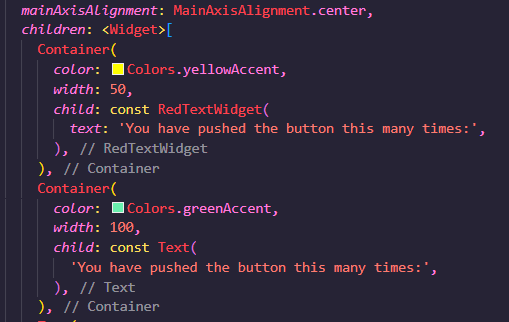 mainAxisAlignment: MainAxisAlignment.center,
children: <Widget>[
Container(
color: Colors.yellowAccent,
width: 50,
child: const RedTextWidget(
text: 'You have pushed the button this many times:',
), // RedTextWidget
), // Container
Container(
color: Colors.greenAccent,
width: 100,
child: const Text(
'You have pushed the button this many times:',
), // Text
), // Container